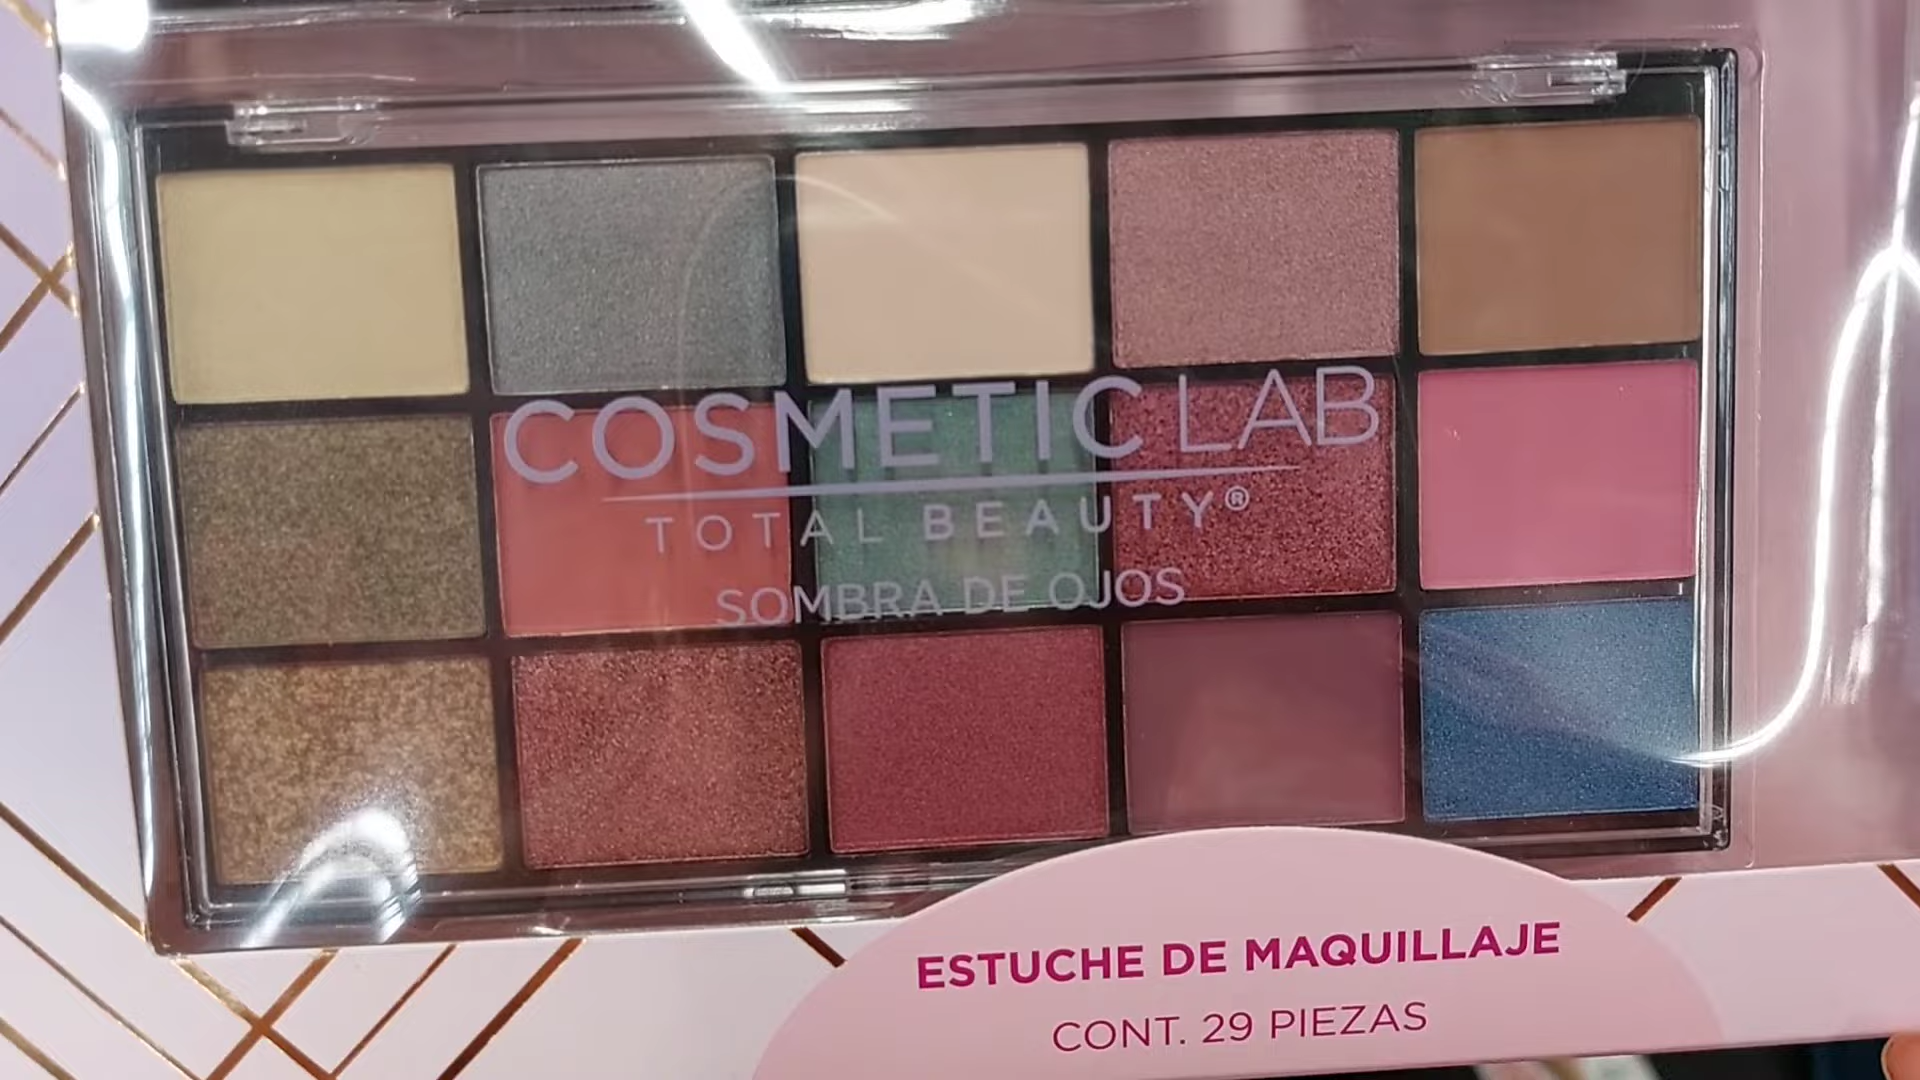 COSMETIC LAB
TOTAL BEAUTY®
SOMBRA DE OJOS
ESTUCHE DE MAQUILLAJE
CONT. 29 PIEZAS